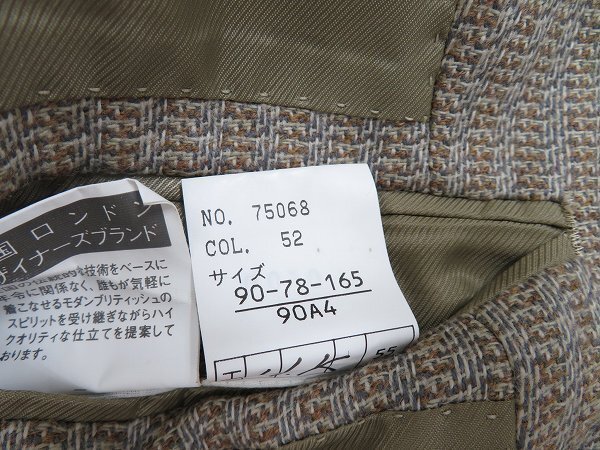 国ロンドン
ザイナーズブランド
技術をベースに
に関係なく、誰もが気軽に
着こなせるモダンブリティッシュの
スピリットを受け継ぎながらハイ
クオリティな仕立てを提案して
おります。
NO. 75068
COL. 52
サイズ
90-78-165
90A4
55